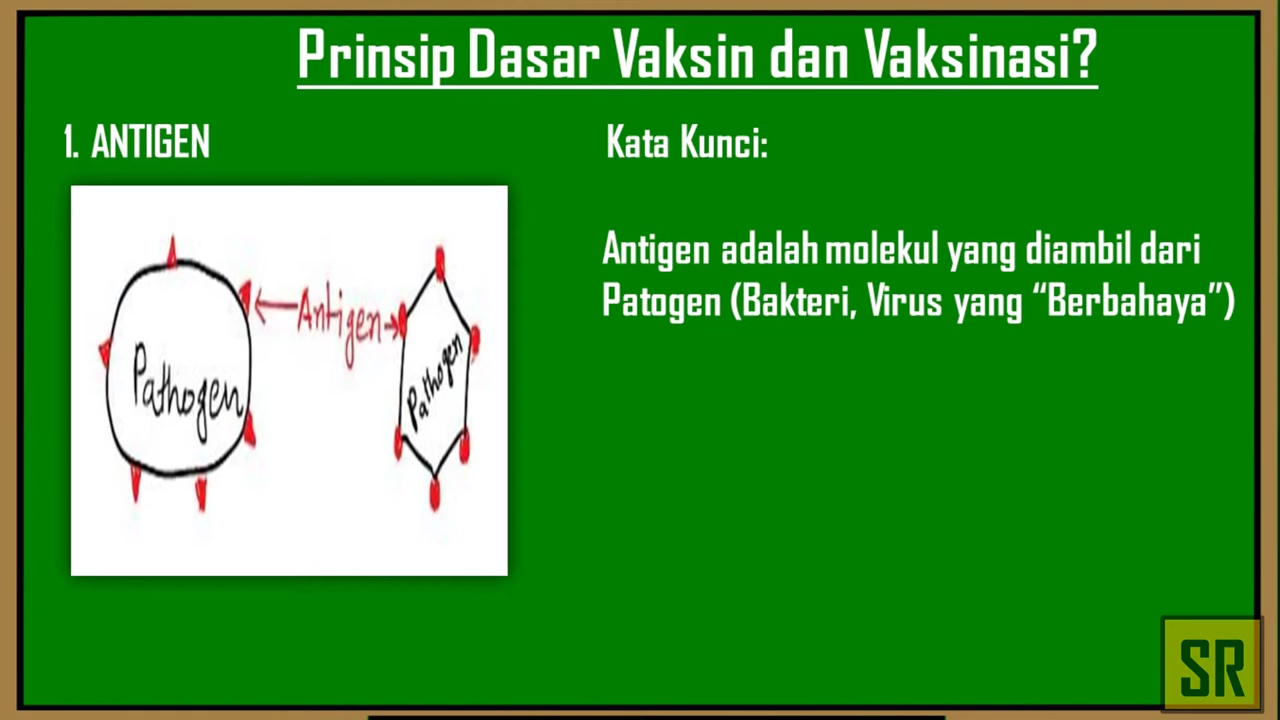 Prinsip Dasar Vaksin dan Vaksinasi?
1. ANTIGEN
Pathogen
Antigen
Pathogen
Kata Kunci:
Antigen adalah molekul yang diambil dari
Patogen (Bakteri, Virus yang “Berbahaya”)
SR